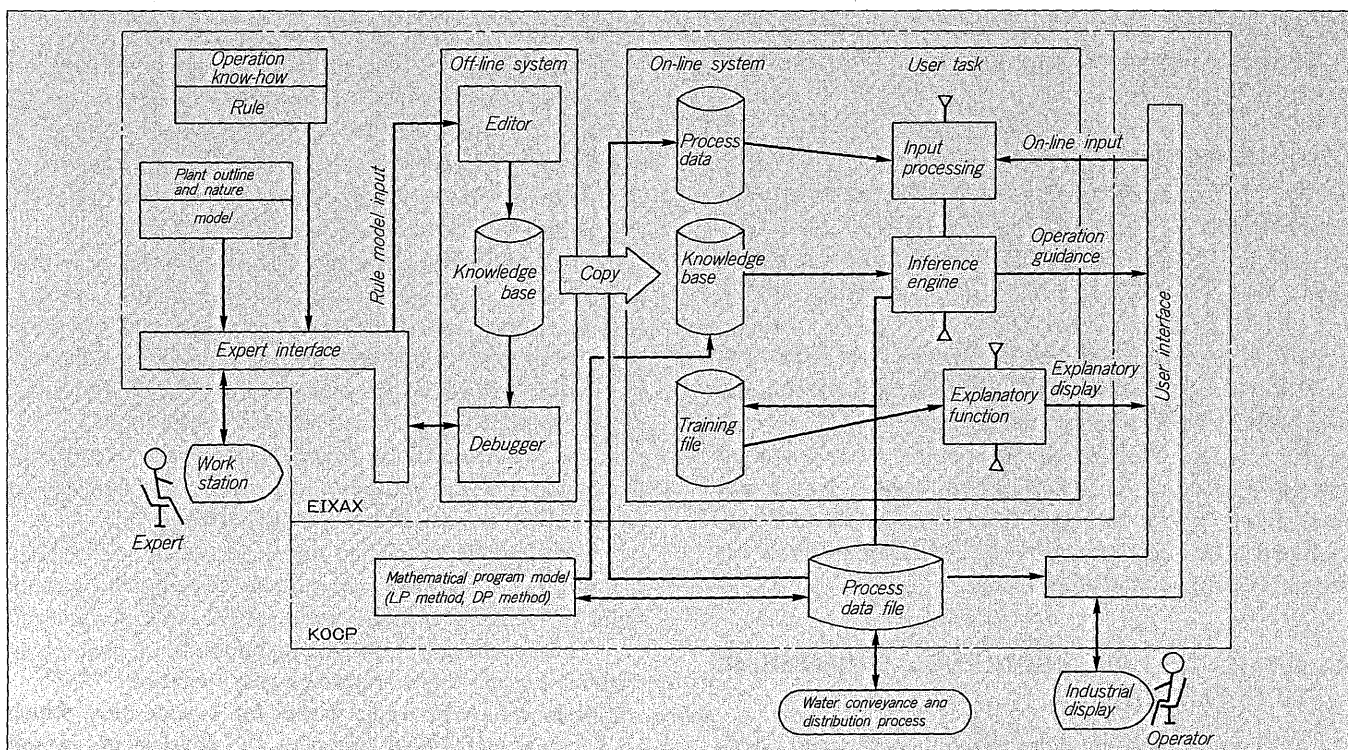 Operation
know-how
Rule
Plant outline
and nature
model
Rule model input
Expert interface
Work
station
Expert
EIXAX
Off-line system
Editor
Knowledge
base
Debugger
Copy
On-line system
User task
Process
data
Knowledge
base
Training
file
Input
processing
Inference
engine
Explanatory
function
On-line input
Operation
guidance
Explanatory
display
User interface
Mathematical program model
(LP method, DP method)
KOCP
Process
data file
Water conveyance and
distribution process
Industrial
display
Operator